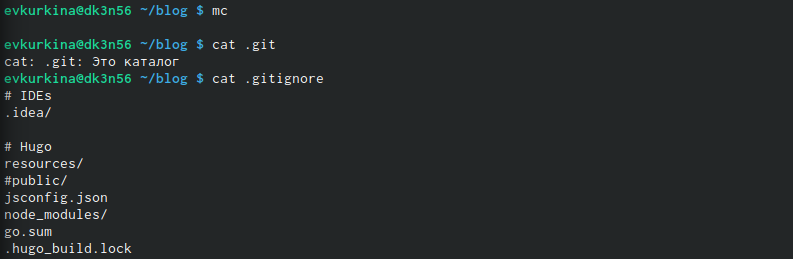 evkurkina@dk3n56 ~/blog $ mc
evkurkina@dk3n56 ~/blog $ cat .git
cat: .git: Это каталог
evkurkina@dk3n56 ~/blog $ cat .gitignore
# IDEs
.idea/
# Hugo
resources/
#public/
jsconfig.json
node_modules/
go.sum
.hugo_build.lock